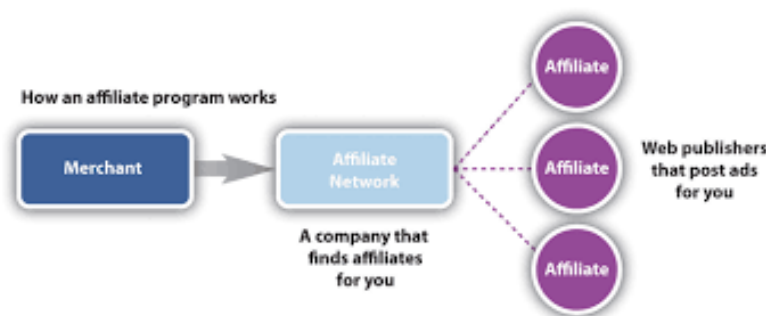 How an affiliate program works
Merchant
Affiliate
Network
A company that
finds affiliates
for you
Affiliate
Affiliate
Affiliate
Web publishers
that post ads
for you